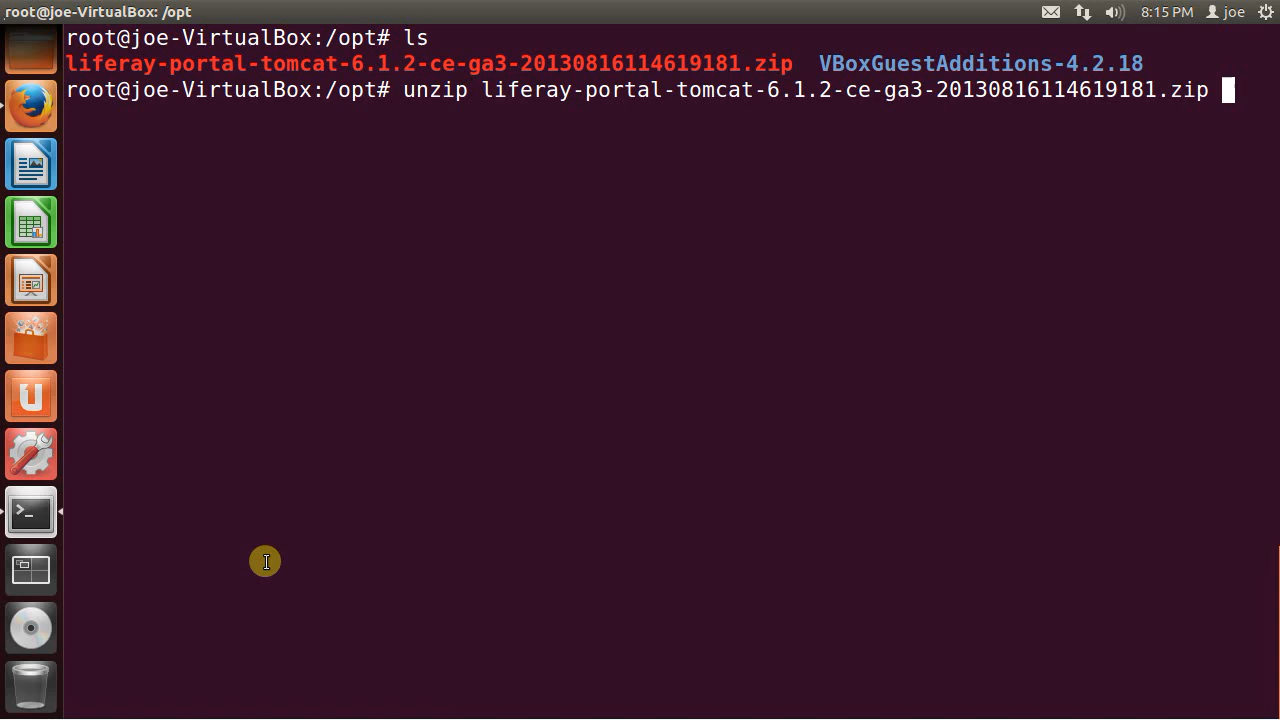 root@joe-VirtualBox: /opt
8:15 PM
joe
root@joe-VirtualBox:/opt# ls
liferay-portal-tomcat-6.1.2-ce-ga3-20130816114619181.zip  VBoxGuestAdditions-4.2.18
root@joe-VirtualBox:/opt# unzip liferay-portal-tomcat-6.1.2-ce-ga3-20130816114619181.zip